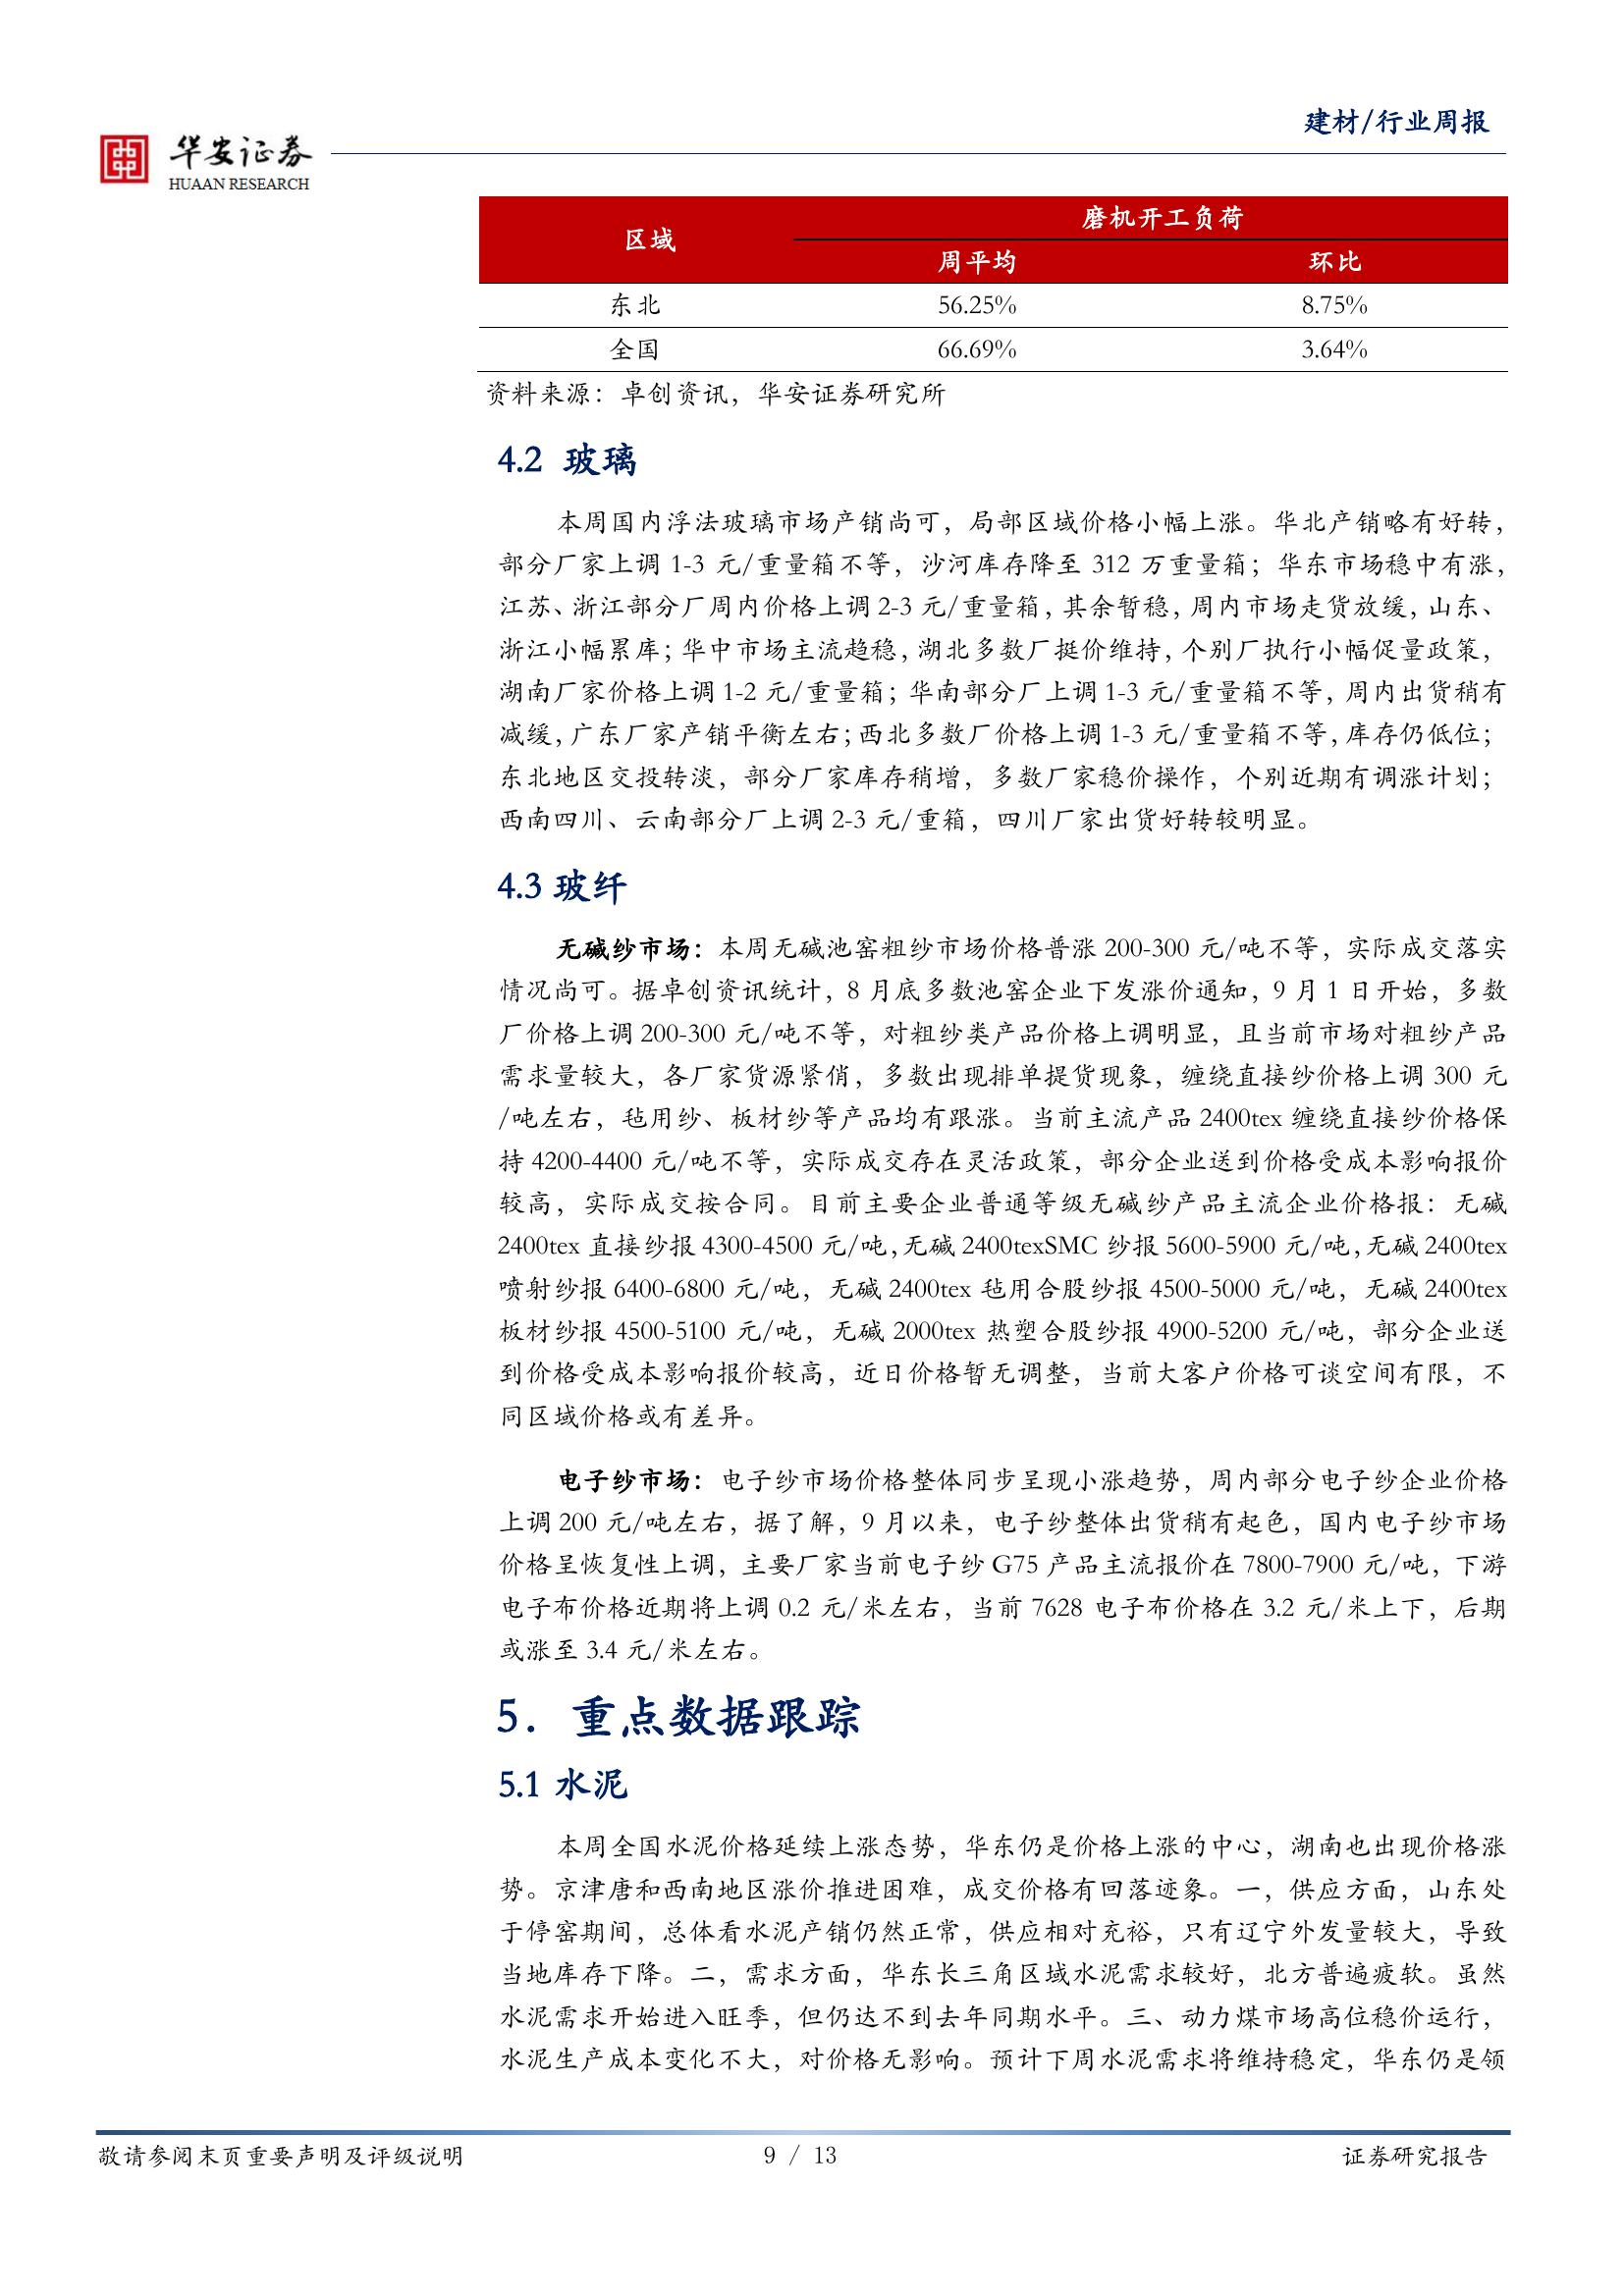 建材/行业周报
华安证券
HUAAN RESEARCH
区域
磨机开工负荷
周平均 环比
东北 56.25% 8.75%
全国 66.69% 3.64%
资料来源：卓创资讯，华安证券研究所
4.2 玻璃
本周国内浮法玻璃市场产销尚可，局部区域价格小幅上涨。华北产销略有好转，
部分厂家上调 1-3 元/重量箱不等，沙河库存降至 312 万重量箱；华东市场稳中有涨，
江苏、浙江部分厂周内价格上调 2-3 元/重量箱，其余暂稳，周内市场走货放缓，山东、
浙江小幅累库；华中市场主流趋稳，湖北多数厂挺价维持，个别厂执行小幅促量政策，
湖南厂家价格上调 1-2 元/重量箱；华南部分厂上调 1-3 元/重量箱不等，周内出货稍有
减缓，广东厂家产销平衡左右；西北多数厂价格上调 1-3 元/重量箱不等，库存仍低位；
东北地区交投转淡，部分厂家库存稍增，多数厂家稳价操作，个别近期有调涨计划；
西南四川、云南部分厂上调 2-3 元/重箱，四川厂家出货好转较明显。
4.3 玻纤
无碱纱市场：本周无碱池窑粗纱市场价格普涨 200-300 元/吨不等，实际成交落实
情况尚可。据卓创资讯统计，8 月底多数池窑企业下发涨价通知，9 月 1 日开始，多数
厂价格上调 200-300 元/吨不等，对粗纱类产品价格上调明显，且当前市场对粗纱产品
需求量较大，各厂家货源紧俏，多数出现排单提货现象，缠绕直接纱价格上调 300 元
/吨左右，毡用纱、板材纱等产品均有跟涨。当前主流产品 2400tex 缠绕直接纱价格保
持 4200-4400 元/吨不等，实际成交存在灵活政策，部分企业送到价格受成本影响报价
较高，实际成交按合同。目前主要企业普通等级无碱纱产品主流企业价格报：无碱
2400tex 直接纱报 4300-4500 元/吨，无碱 2400texSMC 纱报 5600-5900 元/吨，无碱 2400tex
喷射纱报 6400-6800 元/吨，无碱 2400tex 毡用合股纱报 4500-5000 元/吨，无碱 2400tex
板材纱报 4500-5100 元/吨，无碱 2000tex 热塑合股纱报 4900-5200 元/吨，部分企业送
到价格受成本影响报价较高，近日价格暂无调整，当前大客户价格可谈空间有限，不
同区域价格或有差异。
电子纱市场：电子纱市场价格整体同步呈现小涨趋势，周内部分电子纱企业价格
上调 200 元/吨左右，据了解，9 月以来，电子纱整体出货稍有起色，国内电子纱市场
价格呈恢复性上调，主要厂家当前电子纱 G75 产品主流报价在 7800-7900 元/吨，下游
电子布价格近期将上调 0.2 元/米左右，当前 7628 电子布价格在 3.2 元/米上下，后期
或涨至 3.4 元/米左右。
5. 重点数据跟踪
5.1 水泥
本周全国水泥价格延续上涨态势，华东仍是价格上涨的中心，湖南也出现价格涨
势。京津唐和西南地区涨价推进困难，成交价格有回落迹象。一，供应方面，山东处
于停窑期间，总体看水泥产销仍然正常，供应相对充裕，只有辽宁外发量较大，导致
当地库存下降。二，需求方面，华东长三角区域水泥需求较好，北方普遍疲软。虽然
水泥需求开始进入旺季，但仍达不到去年同期水平。三、动力煤市场高位稳价运行，
水泥生产成本变化不大，对价格无影响。预计下周水泥需求将维持稳定，华东仍是领
敬请参阅末页重要声明及评级说明 9 / 13 证券研究报告